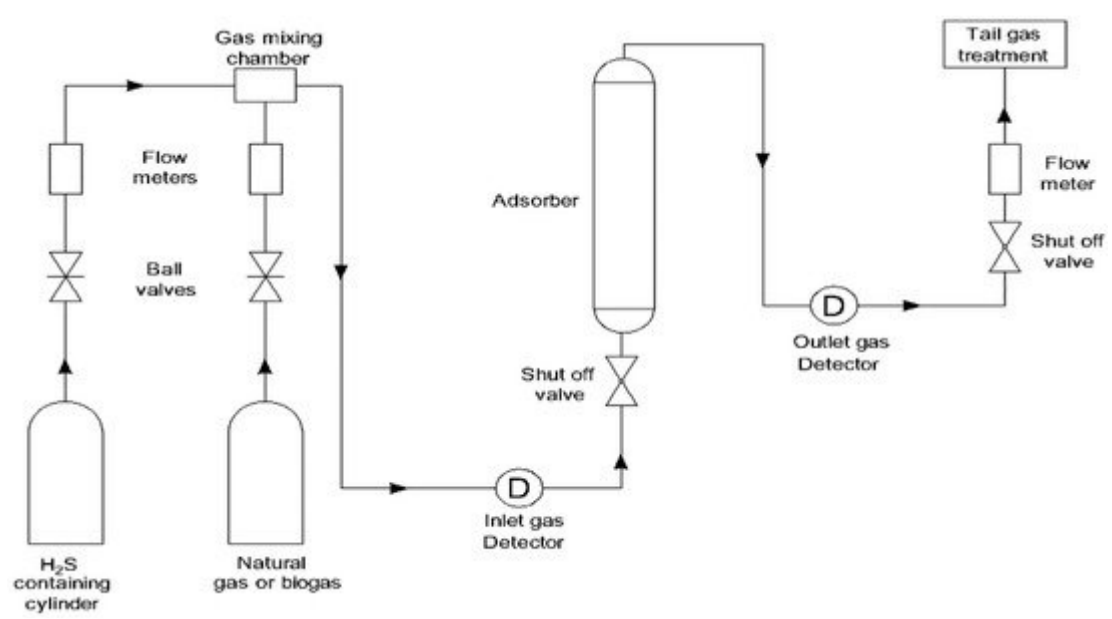 Gas mixing
chamber
Tail gas
treatment
Flow
meters
Flow
meter
Adsorber
Shut off
valve
Ball
valves
D
Outlet gas
Detector
Shut off
valve
D
Inlet gas
Detector
H₂S
containing
cylinder
Natural
gas or biogas